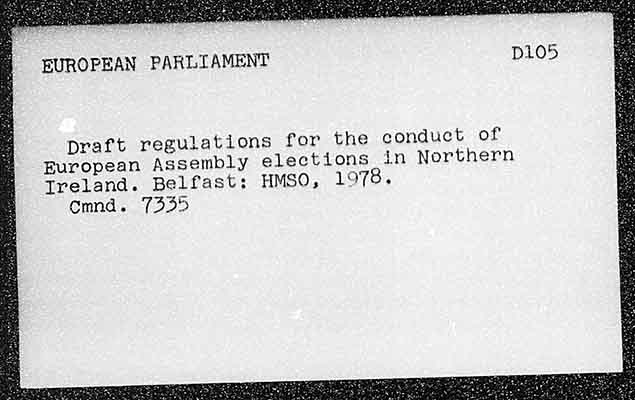 EUROPEAN PARLIAMENT D105
Draft regulations for the conduct of
European Assembly elections in Northern
Ireland. Belfast: HMSO, 1978.
Cmnd. 7335